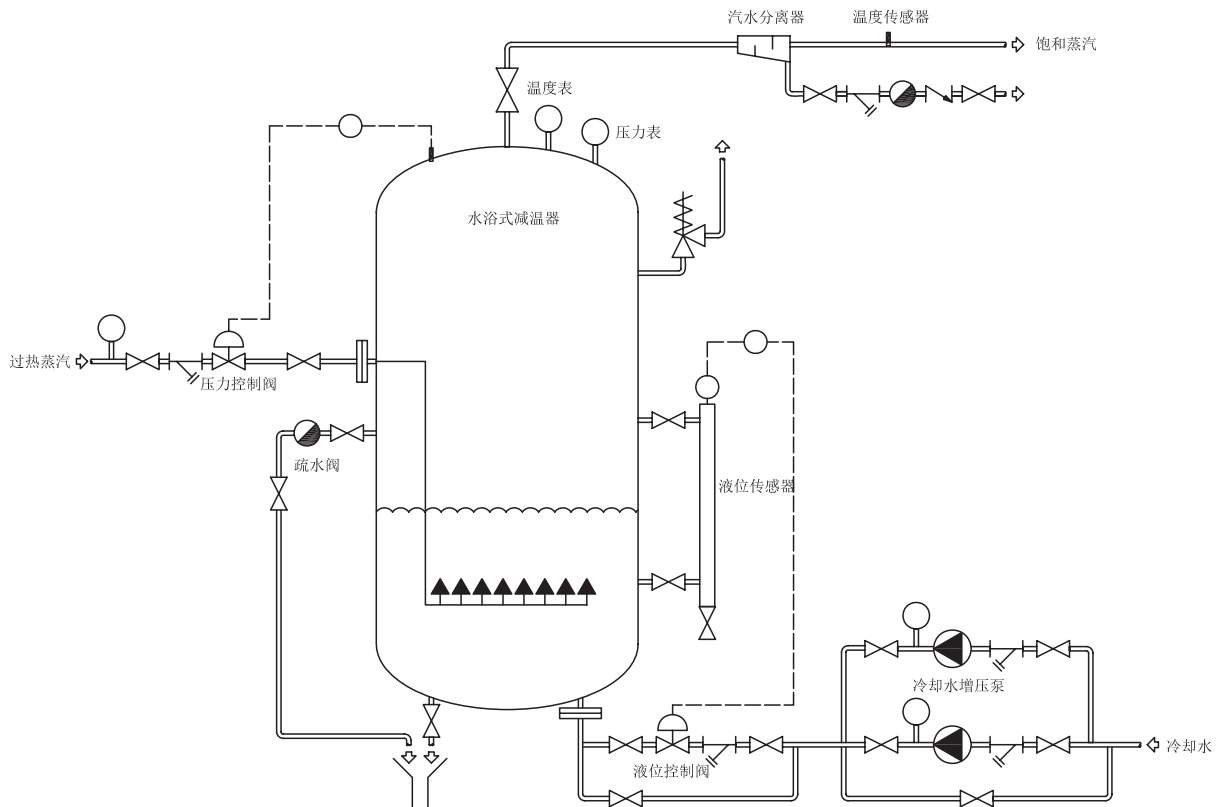 汽水分离器
温度传感器
饱和蒸汽
温度表
压力表
水浴式减温器
过热蒸汽
压力控制阀
疏水阀
液位传感器
冷却水增压泵
冷却水
液位控制阀